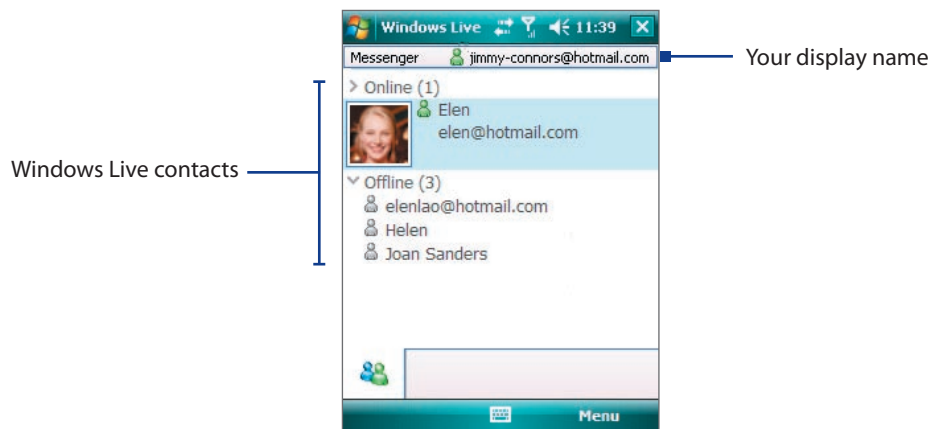 Windows Live 11:39
Messenger jimmy-connors@hotmail.com
Your display name
Online (1)
Elen
elen@hotmail.com
Windows Live contacts
Offline (3)
elenlao@hotmail.com
Helen
Joan Sanders
Menu